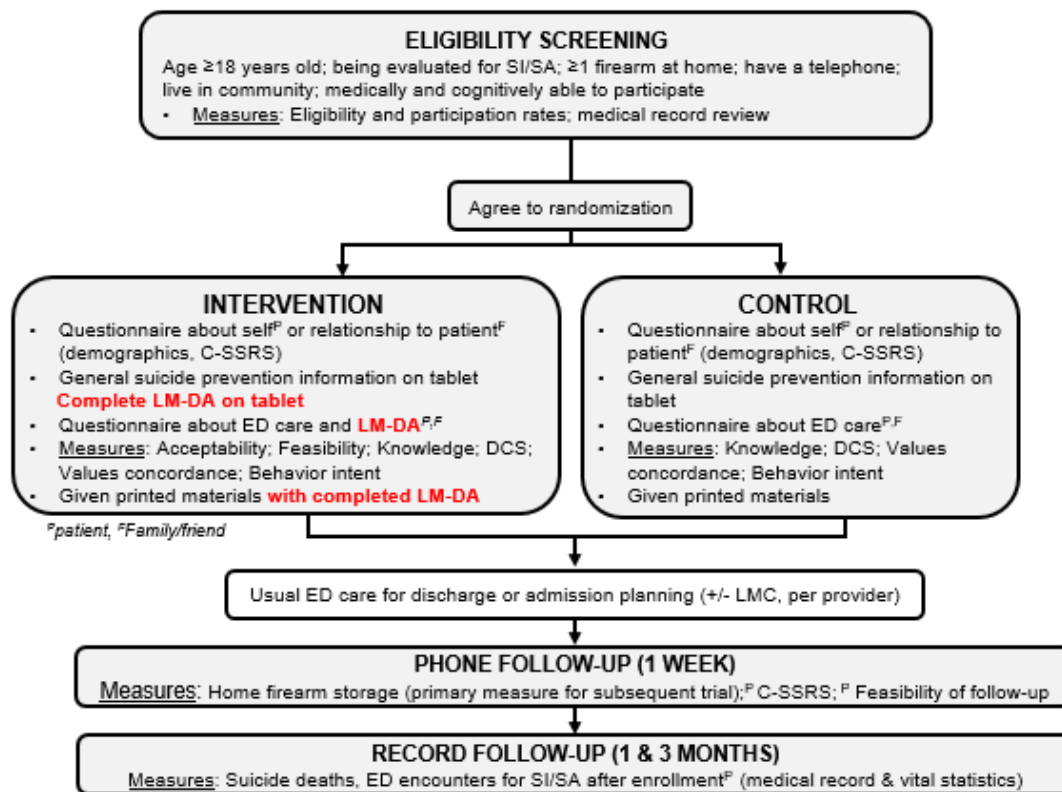 ELIGIBILITY SCREENING
Age ≥18 years old; being evaluated for SI/SA; ≥1 firearm at home; have a telephone;
live in community; medically and cognitively able to participate
▪ Measures: Eligibility and participation rates; medical record review
Agree to randomization
INTERVENTION
▪ Questionnaire about selfᴾ or relationship to patientF
(demographics, C-SSRS)
▪ General suicide prevention information on tablet
Complete LM-DA on tablet
▪ Questionnaire about ED care and LM-DAP,F
▪ Measures: Acceptability; Feasibility; Knowledge; DCS;
Values concordance; Behavior intent
▪ Given printed materials with completed LM-DA
CONTROL
▪ Questionnaire about selfᴾ or relationship to
patientF (demographics, C-SSRS)
▪ General suicide prevention information on
tablet
▪ Questionnaire about ED careP,F
▪ Measures: Knowledge; DCS; Values
concordance; Behavior intent
▪ Given printed materials
ᴾpatient, FFamily/friend
Usual ED care for discharge or admission planning (+/- LMC, per provider)
PHONE FOLLOW-UP (1 WEEK)
Measures: Home firearm storage (primary measure for subsequent trial);ᴾ C-SSRS; ᴾ Feasibility of follow-up
RECORD FOLLOW-UP (1 & 3 MONTHS)
Measures: Suicide deaths, ED encounters for SI/SA after enrollmentᴾ (medical record & vital statistics)